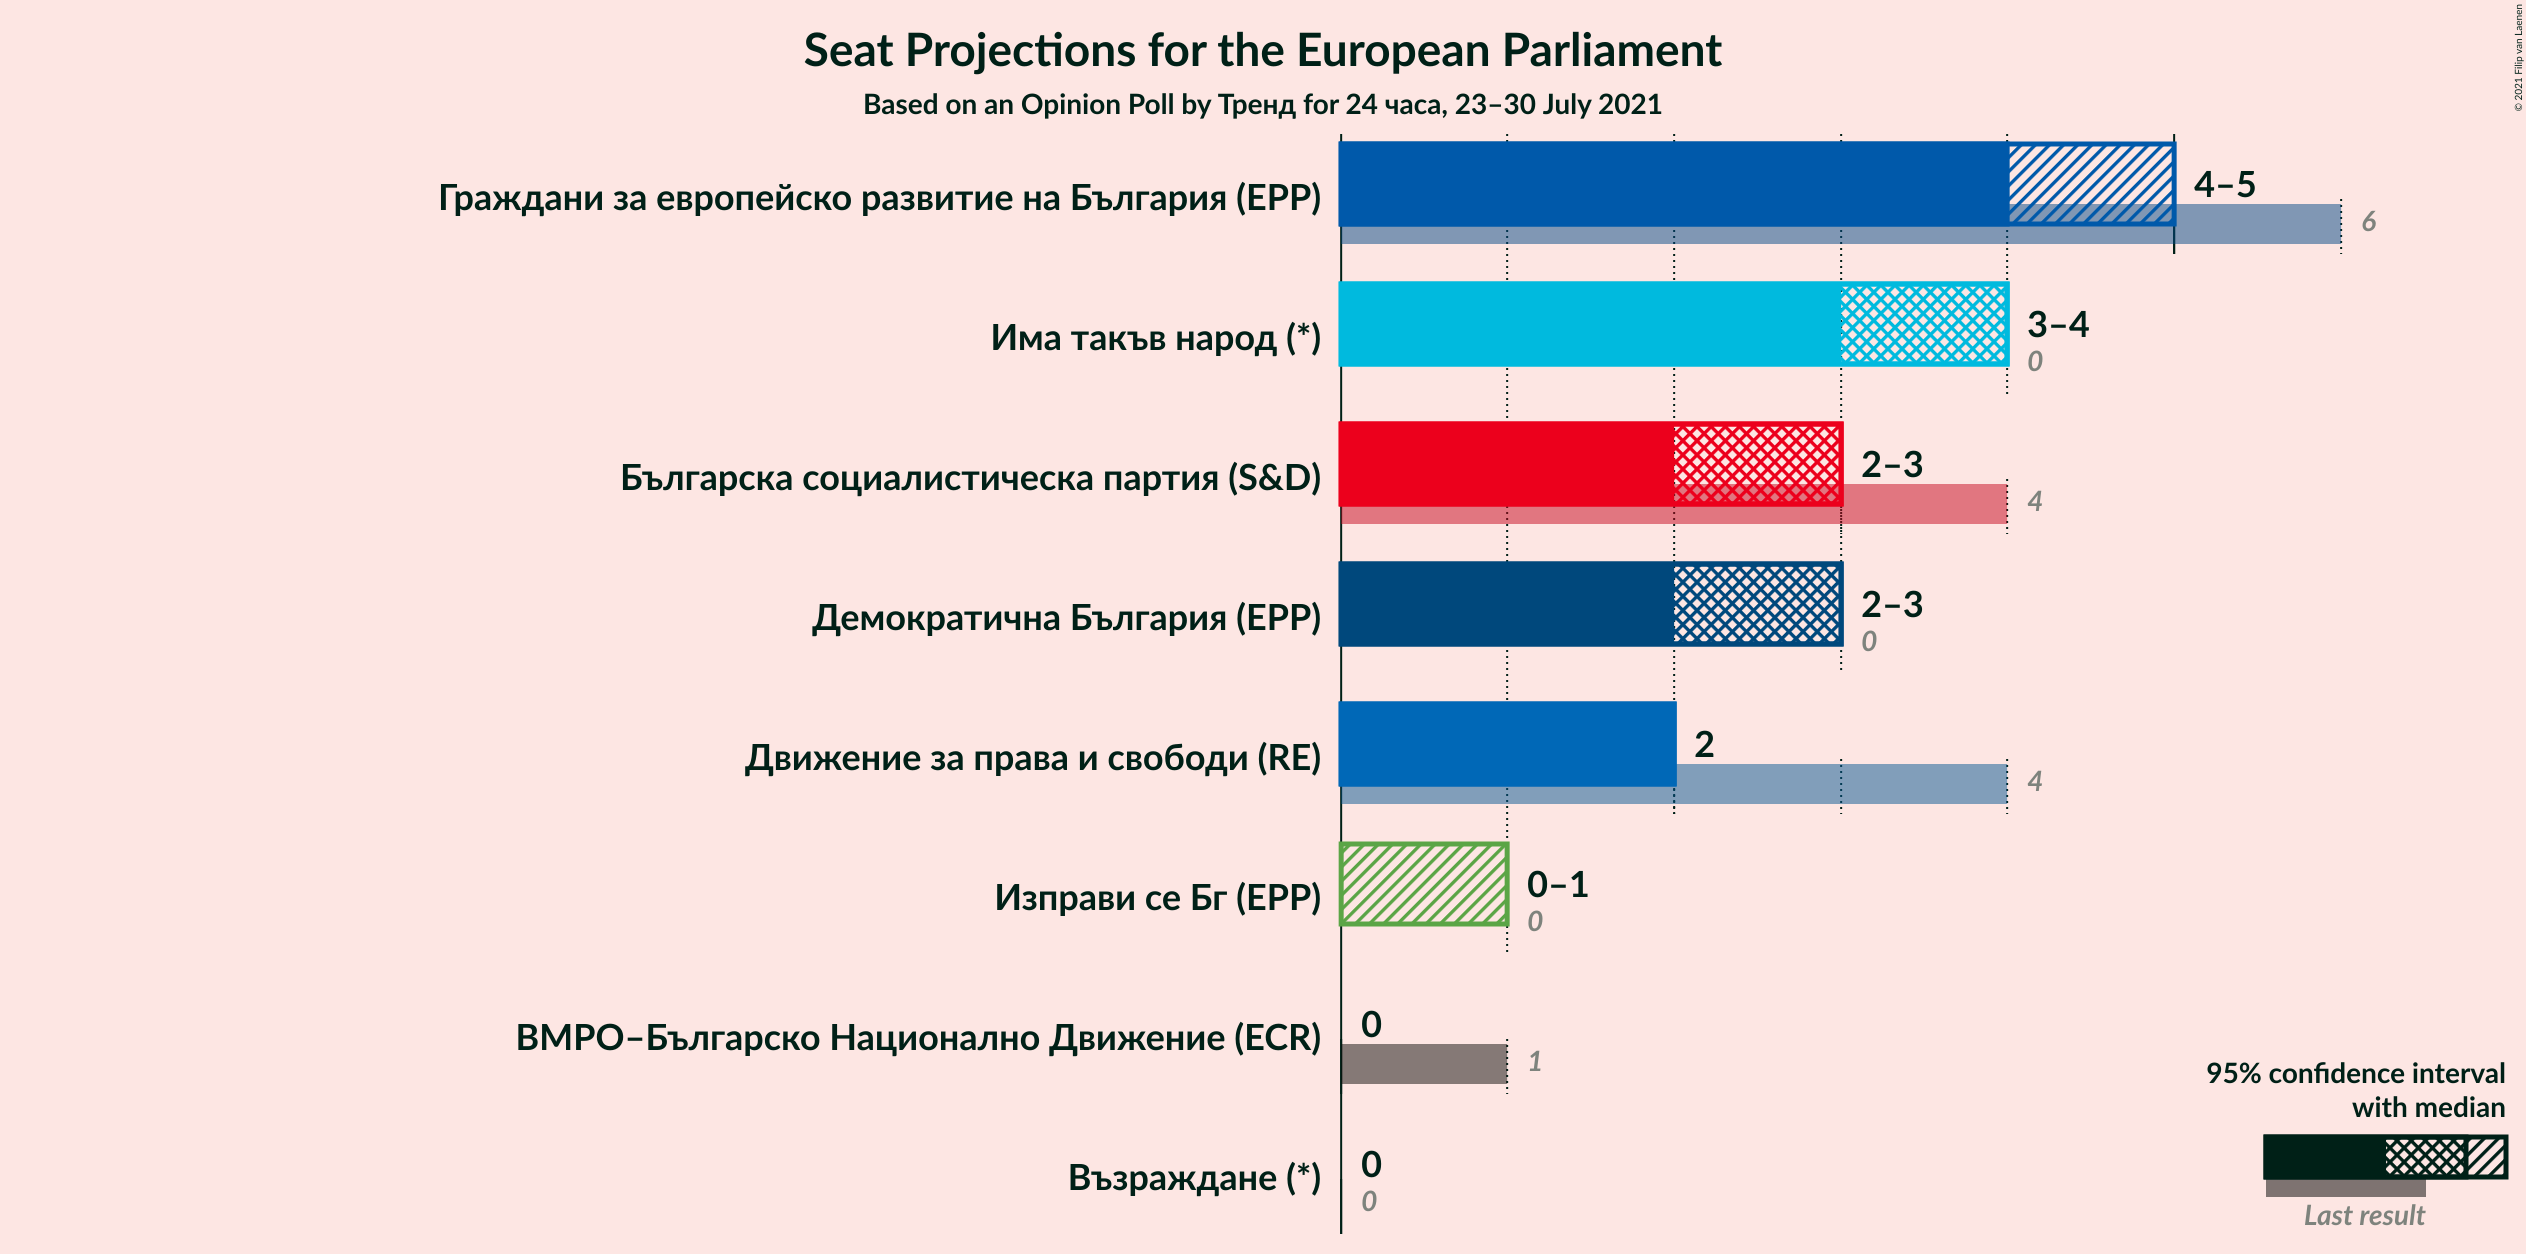 Seat Projections for the European Parliament
Based on an Opinion Poll by Тренд for 24 часа, 23–30 July 2021
© 2021 Filip van Laenen
Граждани за европейско развитие на България (EPP)
4–5
6
Има такъв народ (*)
3–4
0
Българска социалистическа партия (S&D)
2–3
4
Демократична България (EPP)
2–3
0
Движение за права и свободи (RE)
2
4
Изправи се Бг (EPP)
0–1
0
ВМРО–Българско Национално Движение (ECR)
0
1
Възраждане (*)
0
0
95% confidence interval
with median
Last result